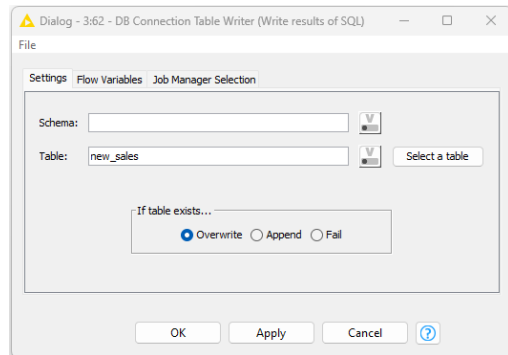 Dialog - 3:62 - DB Connection Table Writer (Write results of SQL)
File
Settings Flow Variables Job Manager Selection
Schema:
Table: new_sales Select a table
If table exists...
Overwrite Append Fail
OK Apply Cancel ?